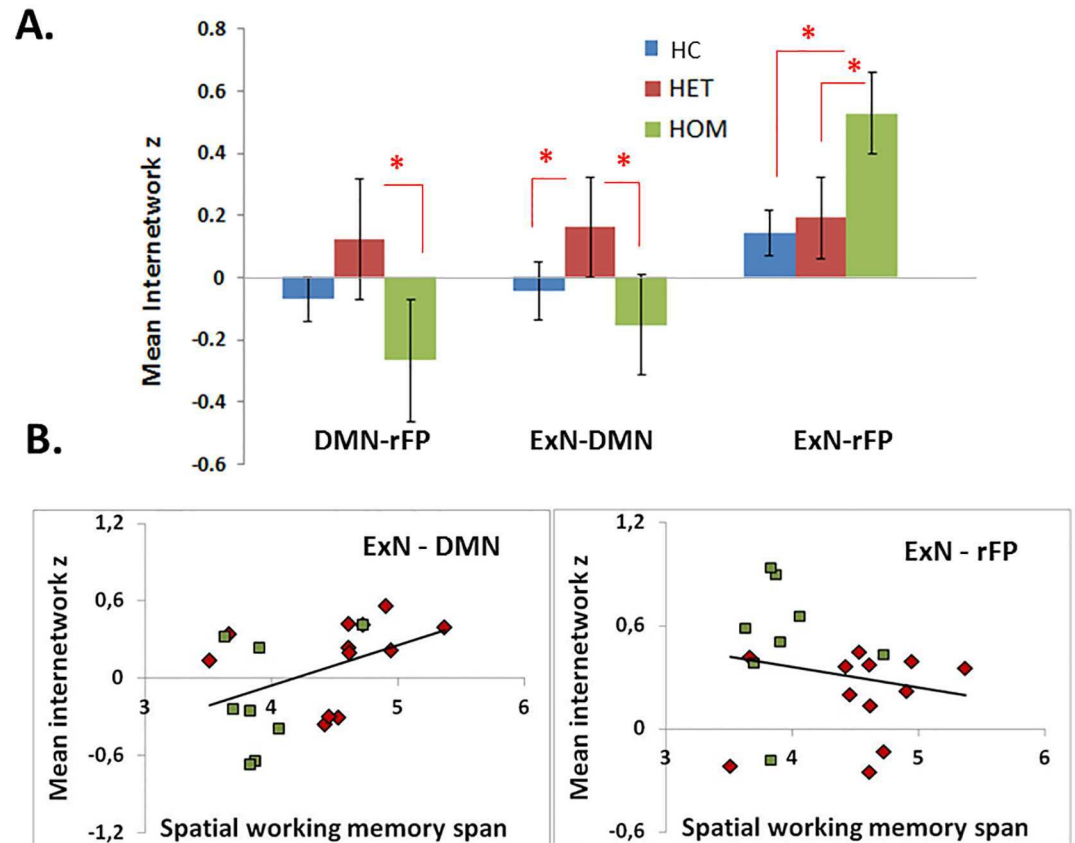 A.
Mean Internetwork z
0.8
0.6
0.4
0.2
0
-0.2
-0.4
-0.6
HC
HET
HOM
*
*
*
*
*
DMN-rFP
ExN-DMN
ExN-rFP
B.
Mean internetwork z
1,2
0,6
0
-0,6
-1,2
ExN - DMN
3
4
5
6
Spatial working memory span
Mean internetwork z
1,2
0,6
0
-0,6
ExN - rFP
3
4
5
6
Spatial working memory span